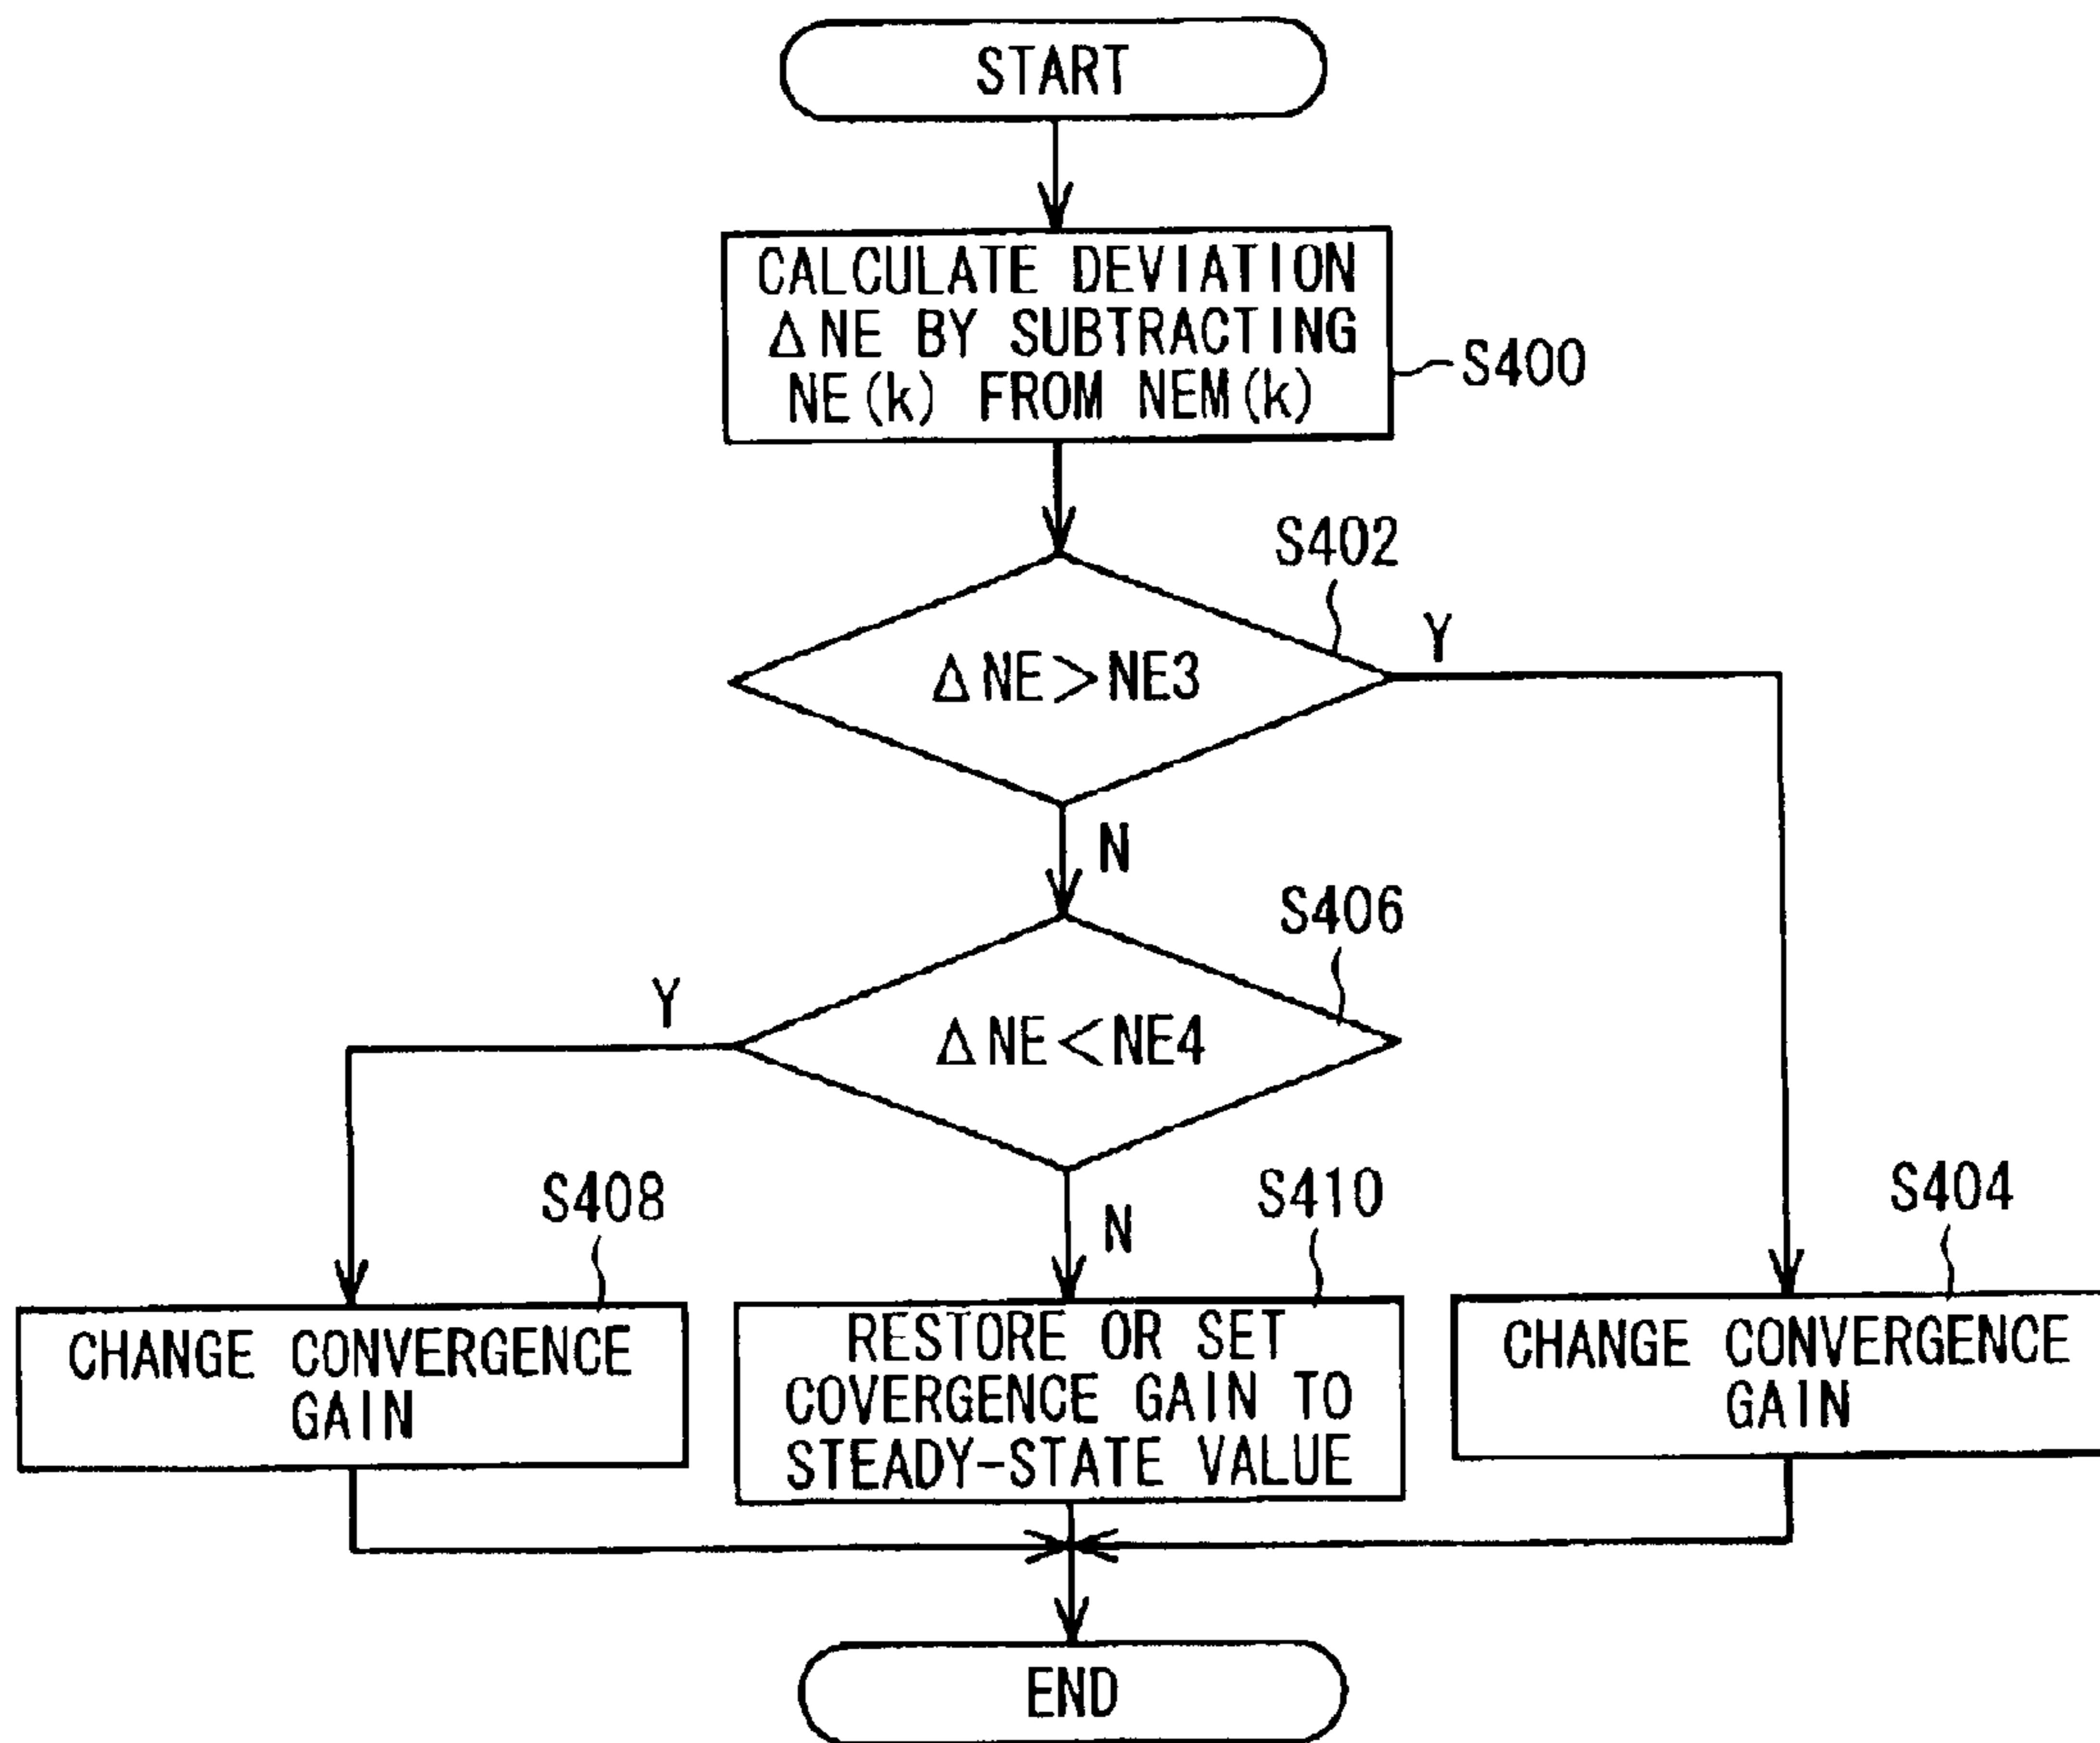 START
CALCULATE DEVIATION
ΔNE BY SUBTRACTING
NE(k) FROM NEM(k)
S400
S402
ΔNE>NE3
Y
N
S406
ΔNE<NE4
Y
N
S408
CHANGE CONVERGENCE
GAIN
S410
RESTORE OR SET
COVERGENCE GAIN TO
STEADY-STATE VALUE
S404
CHANGE CONVERGENCE
GAIN
END